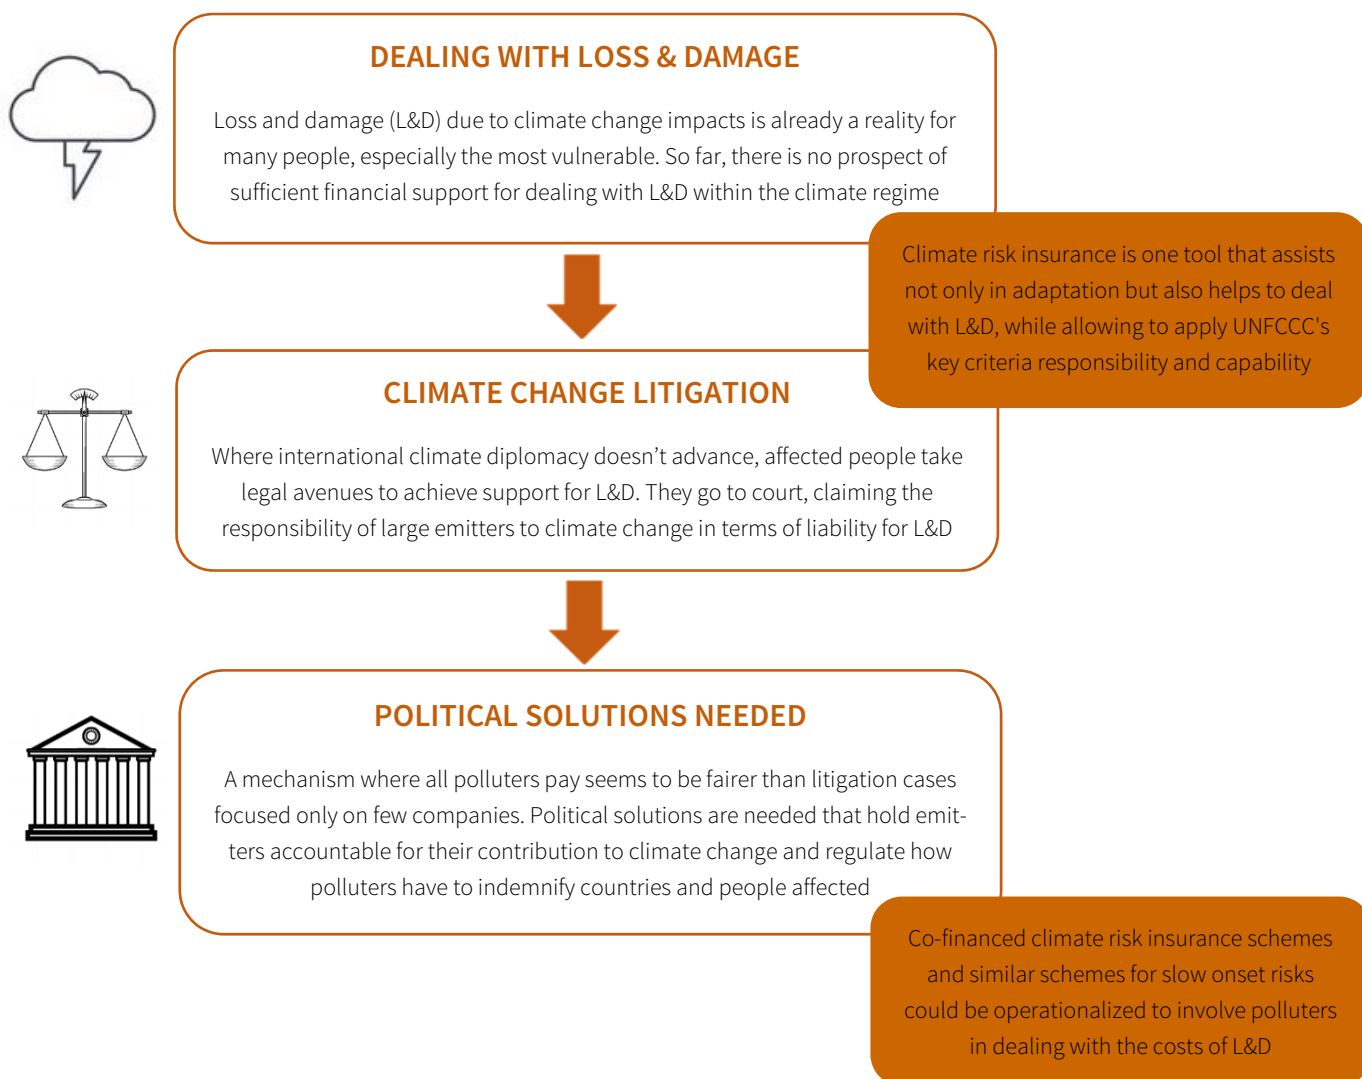 DEALING WITH LOSS & DAMAGE
Loss and damage (L&D) due to climate change impacts is already a reality for
many people, especially the most vulnerable. So far, there is no prospect of
sufficient financial support for dealing with L&D within the climate regime
Climate risk insurance is one tool that assists
not only in adaptation but also helps to deal
with L&D, while allowing to apply UNFCCC's
key criteria responsibility and capability
CLIMATE CHANGE LITIGATION
Where international climate diplomacy doesn’t advance, affected people take
legal avenues to achieve support for L&D. They go to court, claiming the
responsibility of large emitters to climate change in terms of liability for L&D
POLITICAL SOLUTIONS NEEDED
A mechanism where all polluters pay seems to be fairer than litigation cases
focused only on few companies. Political solutions are needed that hold emit-
ters accountable for their contribution to climate change and regulate how
polluters have to indemnify countries and people affected
Co-financed climate risk insurance schemes
and similar schemes for slow onset risks
could be operationalized to involve polluters
in dealing with the costs of L&D